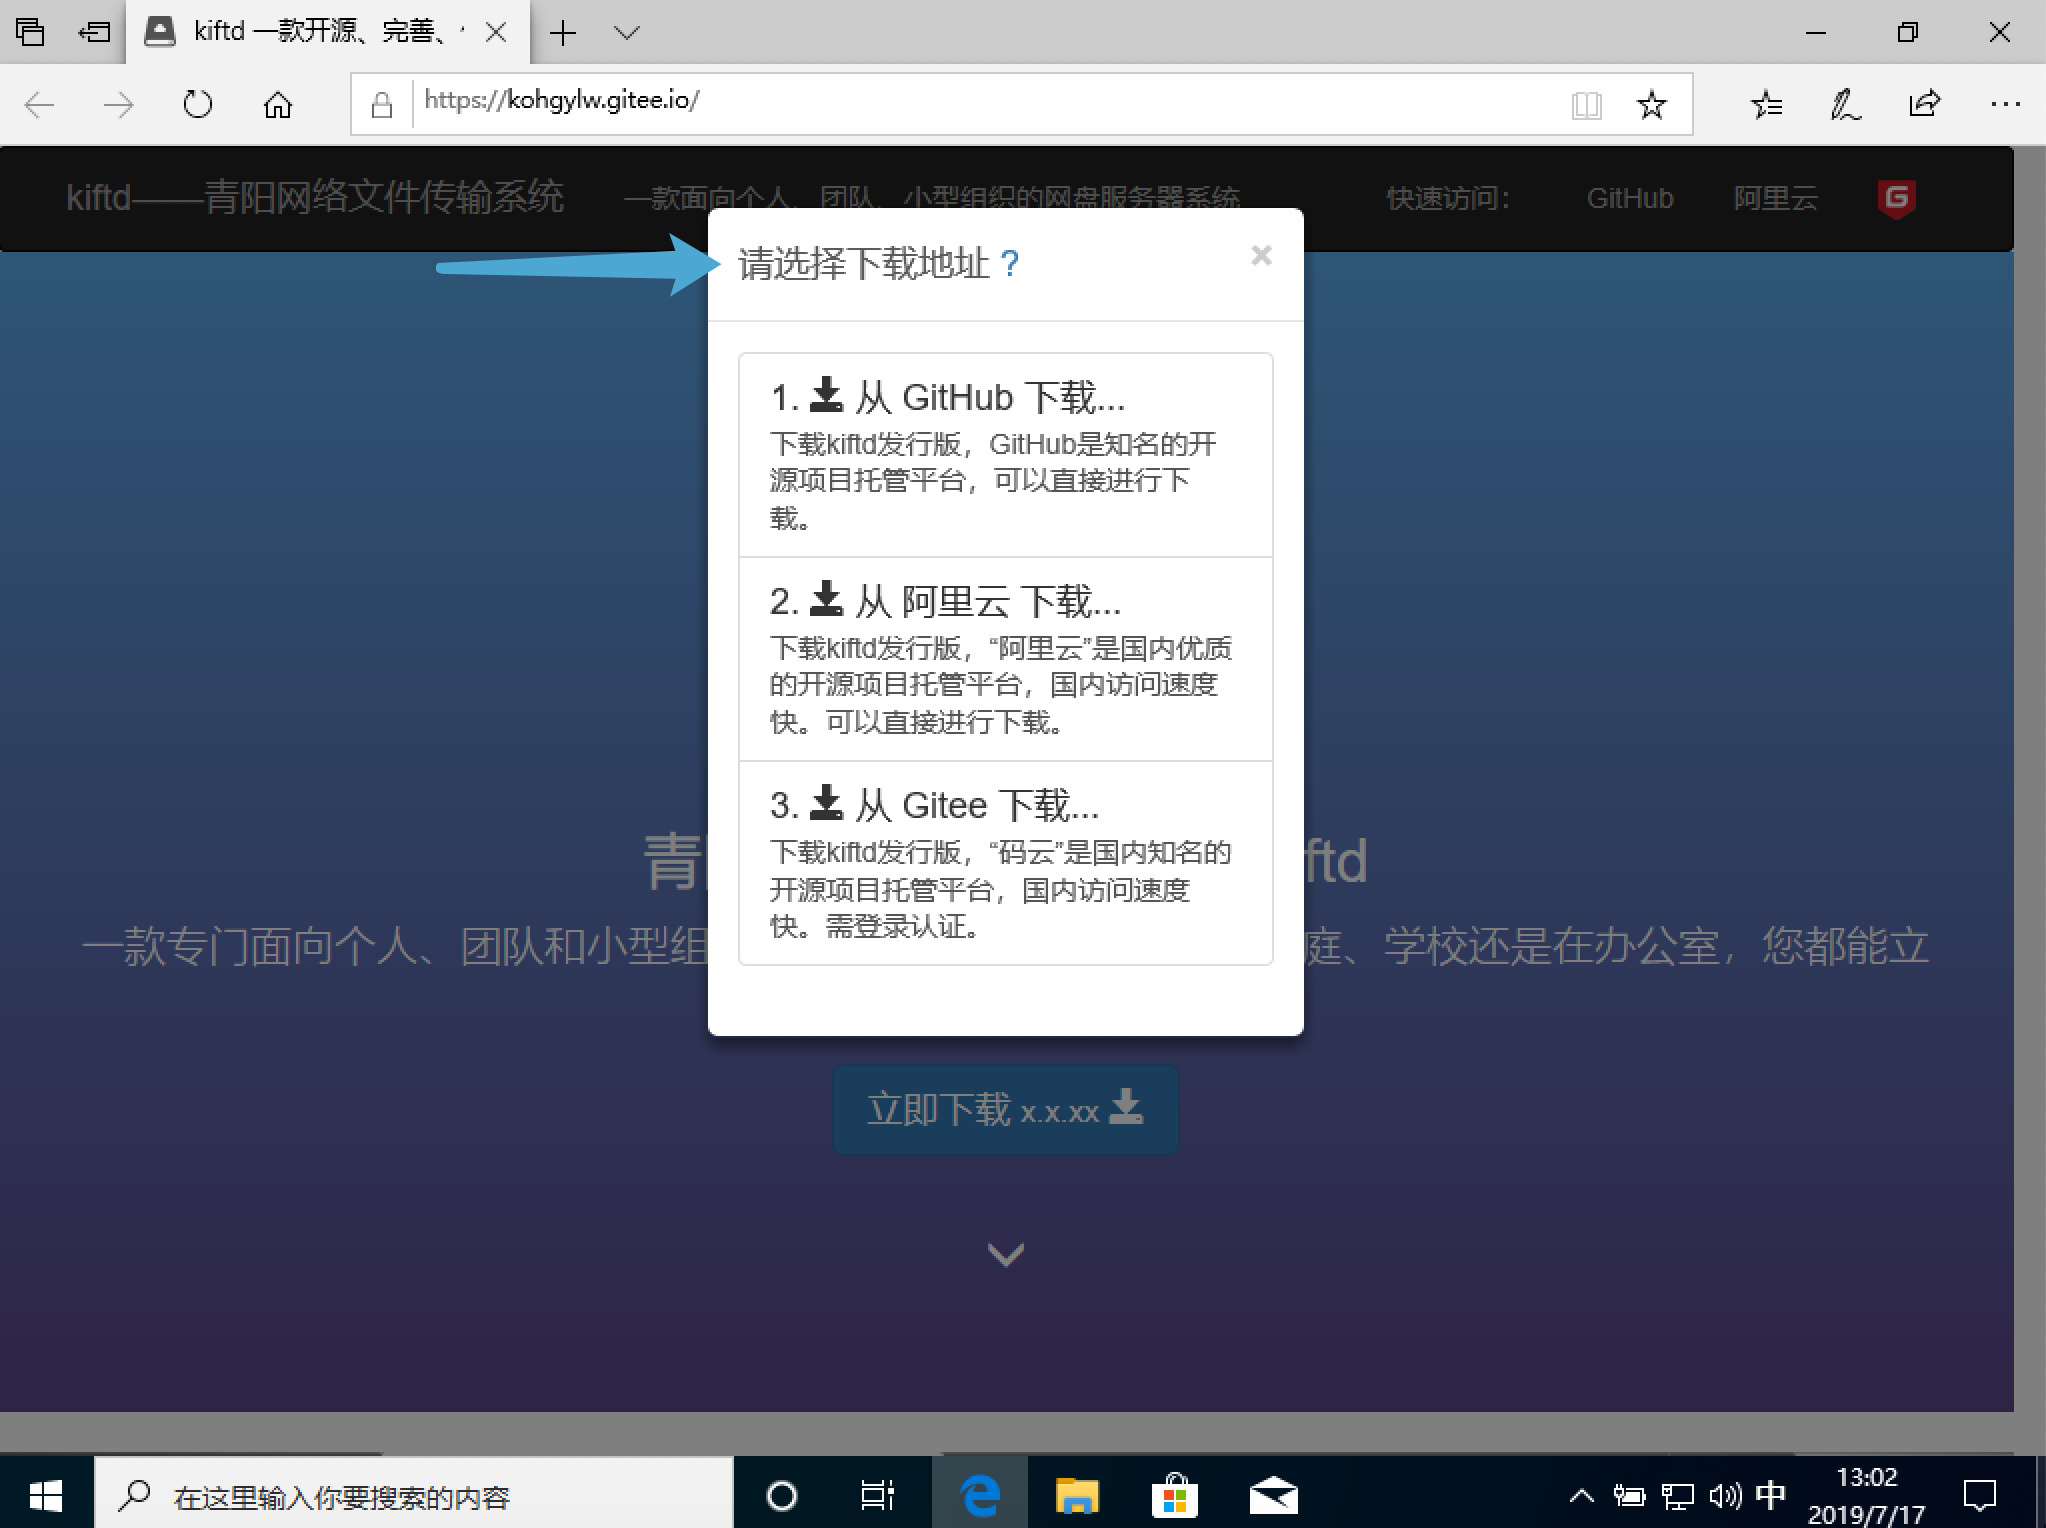 kiftd 一款开源、完善、
https://kohgylw.gitee.io/
kiftd——青阳网络文件传输系统
一款面向个人、团队、小型组织的网盘服务器系统
快速访问：
GitHub
阿里云
请选择下载地址 ?
×
1. 从 GitHub 下载...
下载kiftd发行版，GitHub是知名的开
源项目托管平台，可以直接进行下
载。
2. 从 阿里云 下载...
下载kiftd发行版，“阿里云”是国内优质
的开源项目托管平台，国内访问速度
快。可以直接进行下载。
3. 从 Gitee 下载...
下载kiftd发行版，“码云”是国内知名的
开源项目托管平台，国内访问速度
快。需登录认证。
青 ftd
一款专门面向个人、团队和小型组 庭、学校还是在办公室，您都能立
立即下载 x.x.xx
在这里输入你要搜索的内容
中
13:02
2019/7/17